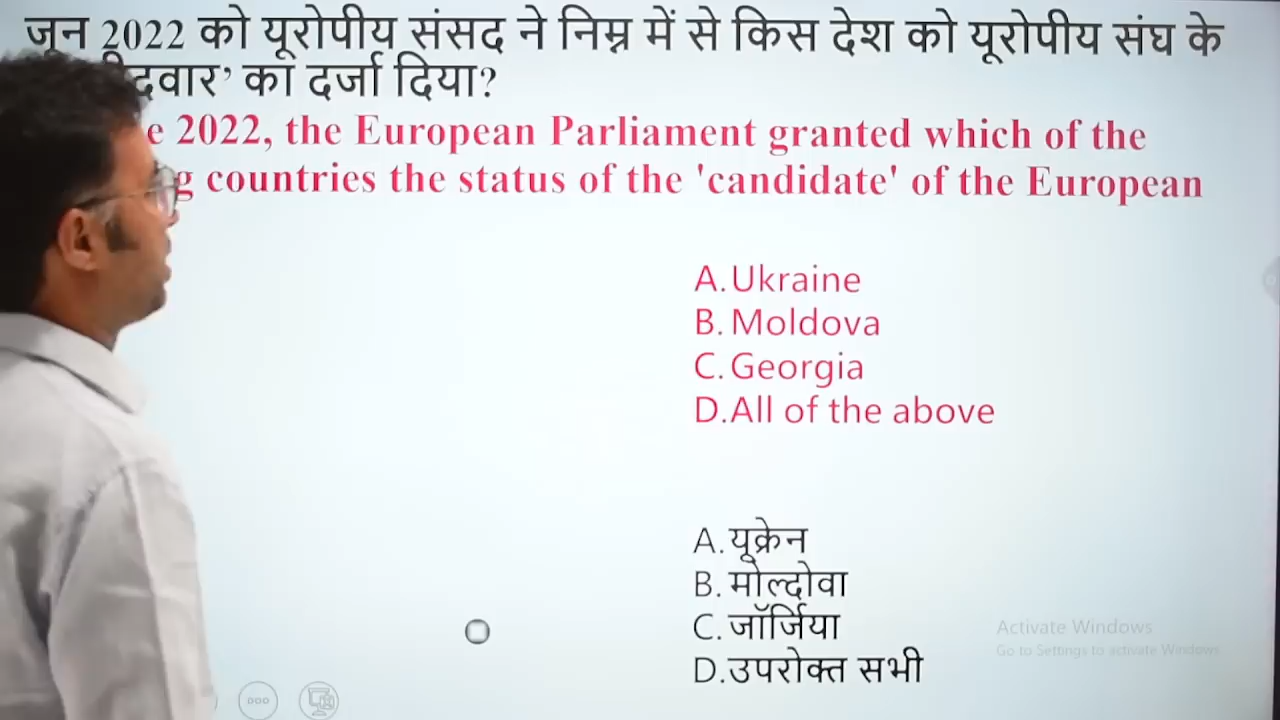 जून 2022 को यूरोपीय संसद ने निम्न में से किस देश को यूरोपीय संघ के
का दर्जा दिया?
2022, the European Parliament granted which of the
countries the status of the 'candidate' of the European
A.Ukraine
B. Moldova
C.Georgia
D.All of the above
A.यूक्रेन
B. मोल्दोवा
C.जॉर्जिया
D.उपरोक्त सभी
Activate Windows
Go to Settings to activate Windows.